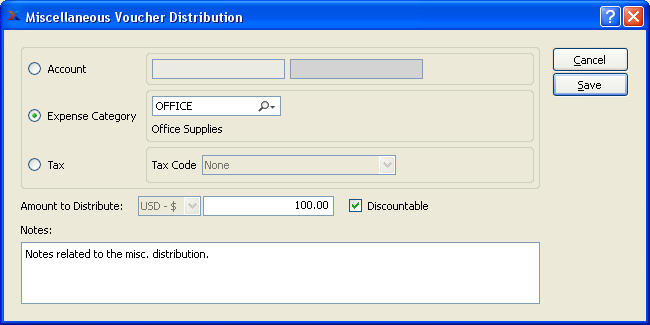 Miscellaneous Voucher Distribution
Account
Cancel
Save
Expense Category
OFFICE
Office Supplies
Tax
Tax Code
None
Amount to Distribute:
USD - $
100.00
Discountable
Notes:
Notes related to the misc. distribution.